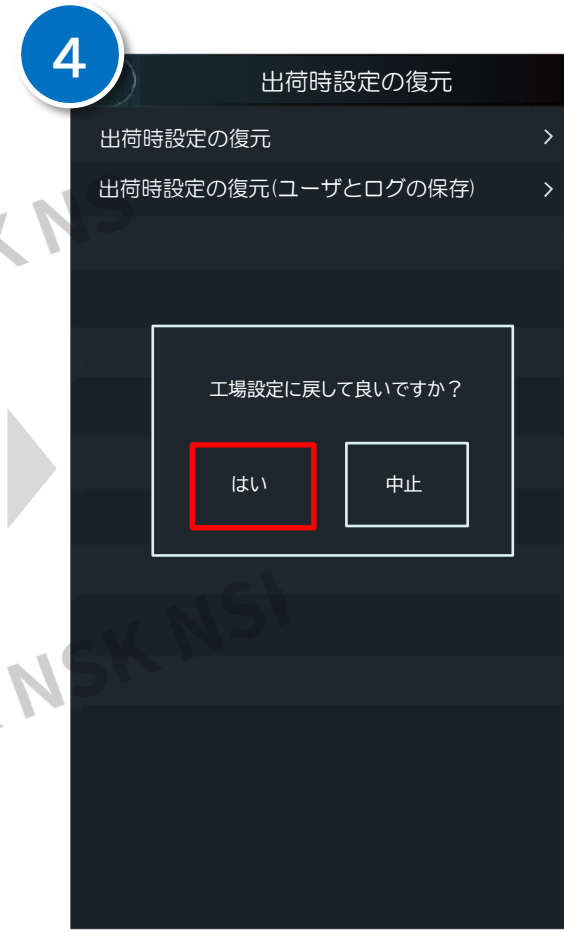 4
出荷時設定の復元
出荷時設定の復元 >
出荷時設定の復元(ユーザとログの保存) >
工場設定に戻して良いですか？
はい 中止
K NS
NSK NSK